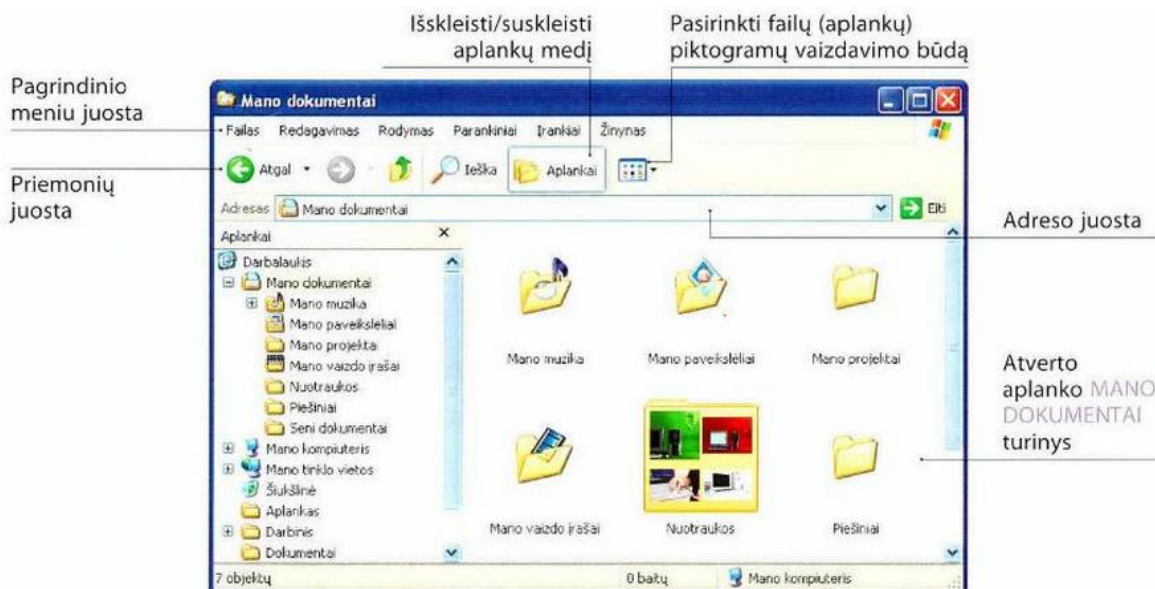 Išskleisti/suskleisti
aplankų medį
Pasirinkti failų (aplankų)
piktogramų vaizdavimo būdą
Pagrindinio
meniu juosta
Priemonių
juosta
Mano dokumentai
Failas Redagavimas Rodymas Parankiniai Įrankiai Žinynas
Atgal Ieška Aplankai
Adresas Mano dokumentai Eiti
Adreso juosta
Aplankai
Darbalaukis
Mano dokumentai
Mano muzika
Mano paveikslėliai
Mano projektai
Mano vaizdo įrašai
Nuotraukos
Piešiniai
Seni dokumentai
Mano kompiuteris
Mano tinklo vietos
Šiukšlinė
Aplankas
Darbinis
Dokumentai
Mano muzika Mano paveikslėliai Mano projektai
Mano vaizdo įrašai Nuotraukos Piešiniai
Atverto
aplanko MANO
DOKUMENTAI
turinys
7 objektų 0 baitų Mano kompiuteris